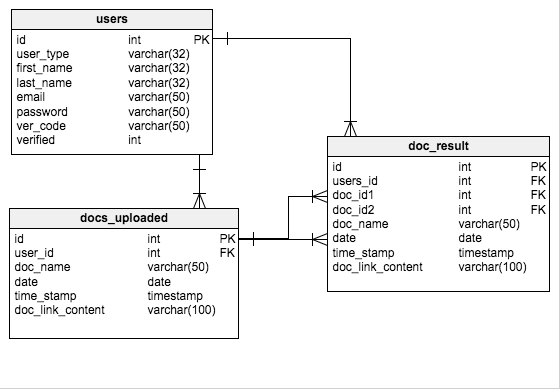 users
id int PK
user_type varchar(32)
first_name varchar(32)
last_name varchar(32)
email varchar(50)
password varchar(50)
ver_code varchar(50)
verified int
doc_result
id int PK
users_id int FK
doc_id1 int FK
doc_id2 int FK
doc_name varchar(50)
date date
time_stamp timestamp
doc_link_content varchar(100)
docs_uploaded
id int PK
user_id int FK
doc_name varchar(50)
date date
time_stamp timestamp
doc_link_content varchar(100)